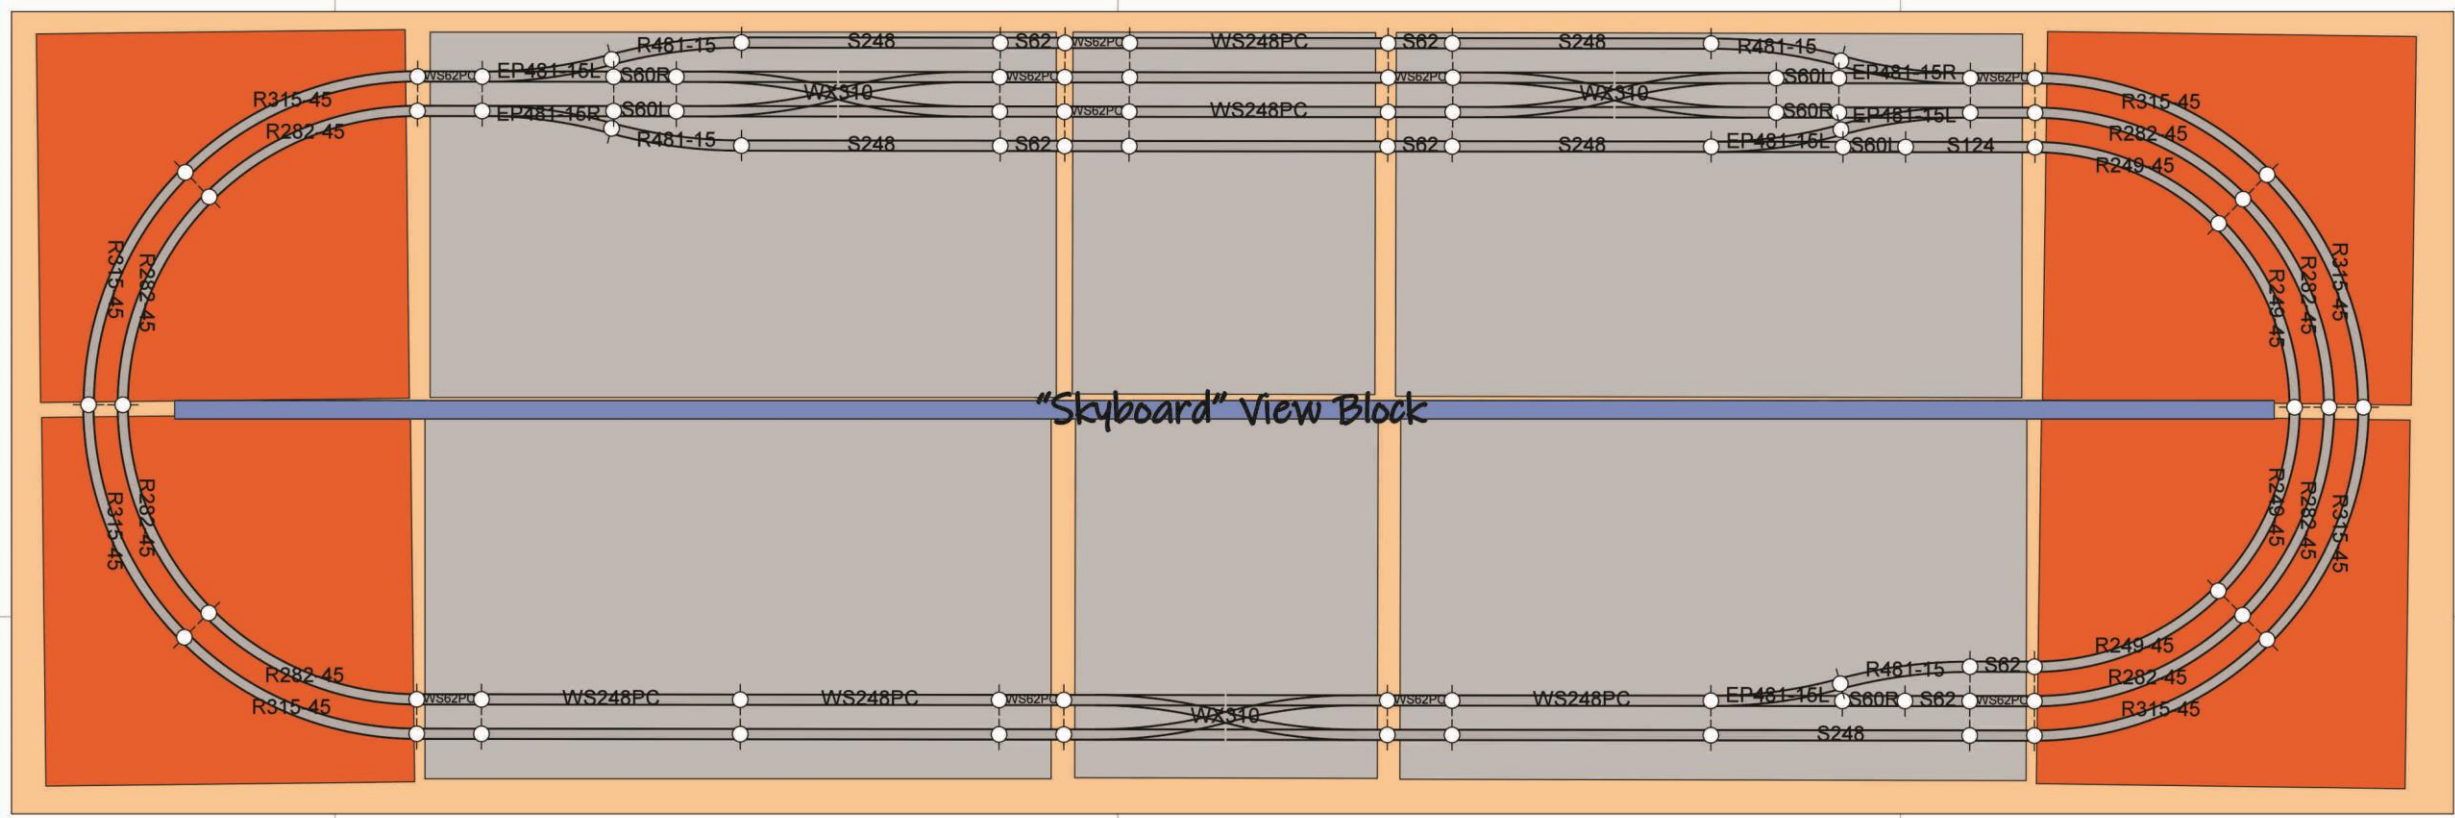 R481-15 S248 S62 WS62PC WS248PC S62 S248 R481-15
WS62PC EP481-15L S60R WS62PC WS62PC S60L EP481-15R WS62PC
WX310 WX310
R315-45 R315-45
EP481-15R S60L WS62PC WS248PC S60R EP481-15L
R282-45 R282-45
R481-15 S248 S62 S62 S248 EP481-15L S60L S124
R249-45
R315-45 R282-45 R249-45 R282-45 R315-45
"Skyboard" View Block
R315-45 R282-45 R249-45 R282-45 R315-45
R249-45
R481-15 S62
R282-45 R282-45
WS62PC WS248PC WS248PC WS62PC WS62PC WS248PC EP481-15L S60R S62 WS62PC
R315-45 R315-45
WX310
S248